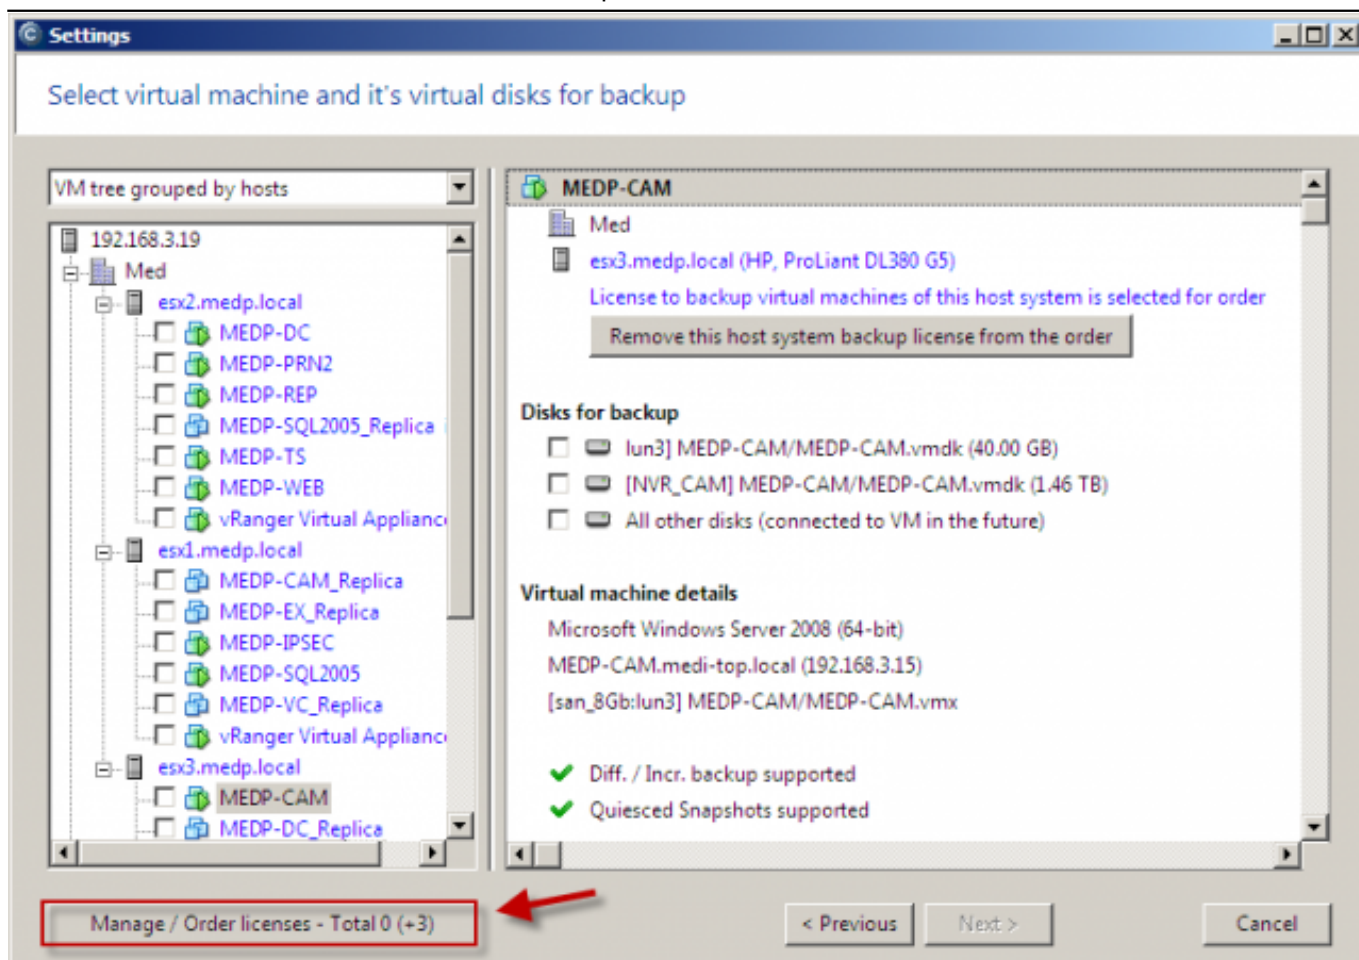 Settings
Select virtual machine and it's virtual disks for backup
VM tree grouped by hosts
192.168.3.19
Med
esx2.medp.local
MEDP-DC
MEDP-PRN2
MEDP-REP
MEDP-SQL2005_Replica
MEDP-TS
MEDP-WEB
vRanger Virtual Appliance
esx1.medp.local
MEDP-CAM_Replica
MEDP-EX_Replica
MEDP-IPSEC
MEDP-SQL2005
MEDP-VC_Replica
vRanger Virtual Appliance
esx3.medp.local
MEDP-CAM
MEDP-DC_Replica
MEDP-CAM
Med
esx3.medp.local (HP, ProLiant DL380 G5)
License to backup virtual machines of this host system is selected for order
Remove this host system backup license from the order
Disks for backup
lun3] MEDP-CAM/MEDP-CAM.vmdk (40.00 GB)
[NVR_CAM] MEDP-CAM/MEDP-CAM.vmdk (1.46 TB)
All other disks (connected to VM in the future)
Virtual machine details
Microsoft Windows Server 2008 (64-bit)
MEDP-CAM.medi-top.local (192.168.3.15)
[san_8Gb:lun3] MEDP-CAM/MEDP-CAM.vmx
Diff. / Incr. backup supported
Quiesced Snapshots supported
Manage / Order licenses - Total 0 (+3)
< Previous
Next >
Cancel